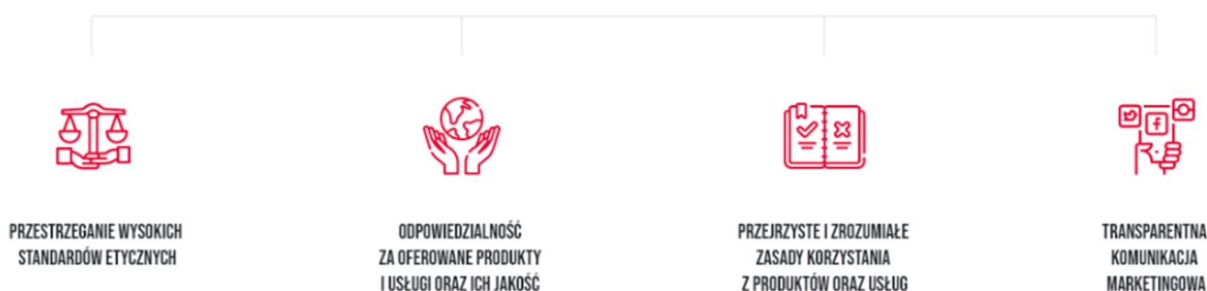 PRZESTRZEGANIE WYSOKICH
STANDARDÓW ETYCZNYCH
ODPOWIEDZIALNOŚĆ
ZA OFEROWANE PRODUKTY
I USŁUGI ORAZ ICH JAKOŚĆ
PRZEJRZYSTE I ZROZUMIAŁE
ZASADY KORZYSTANIA
Z PRODUKTÓW ORAZ USŁUG
TRANSPARENTNA
KOMUNIKACJA
MARKETINGOWA